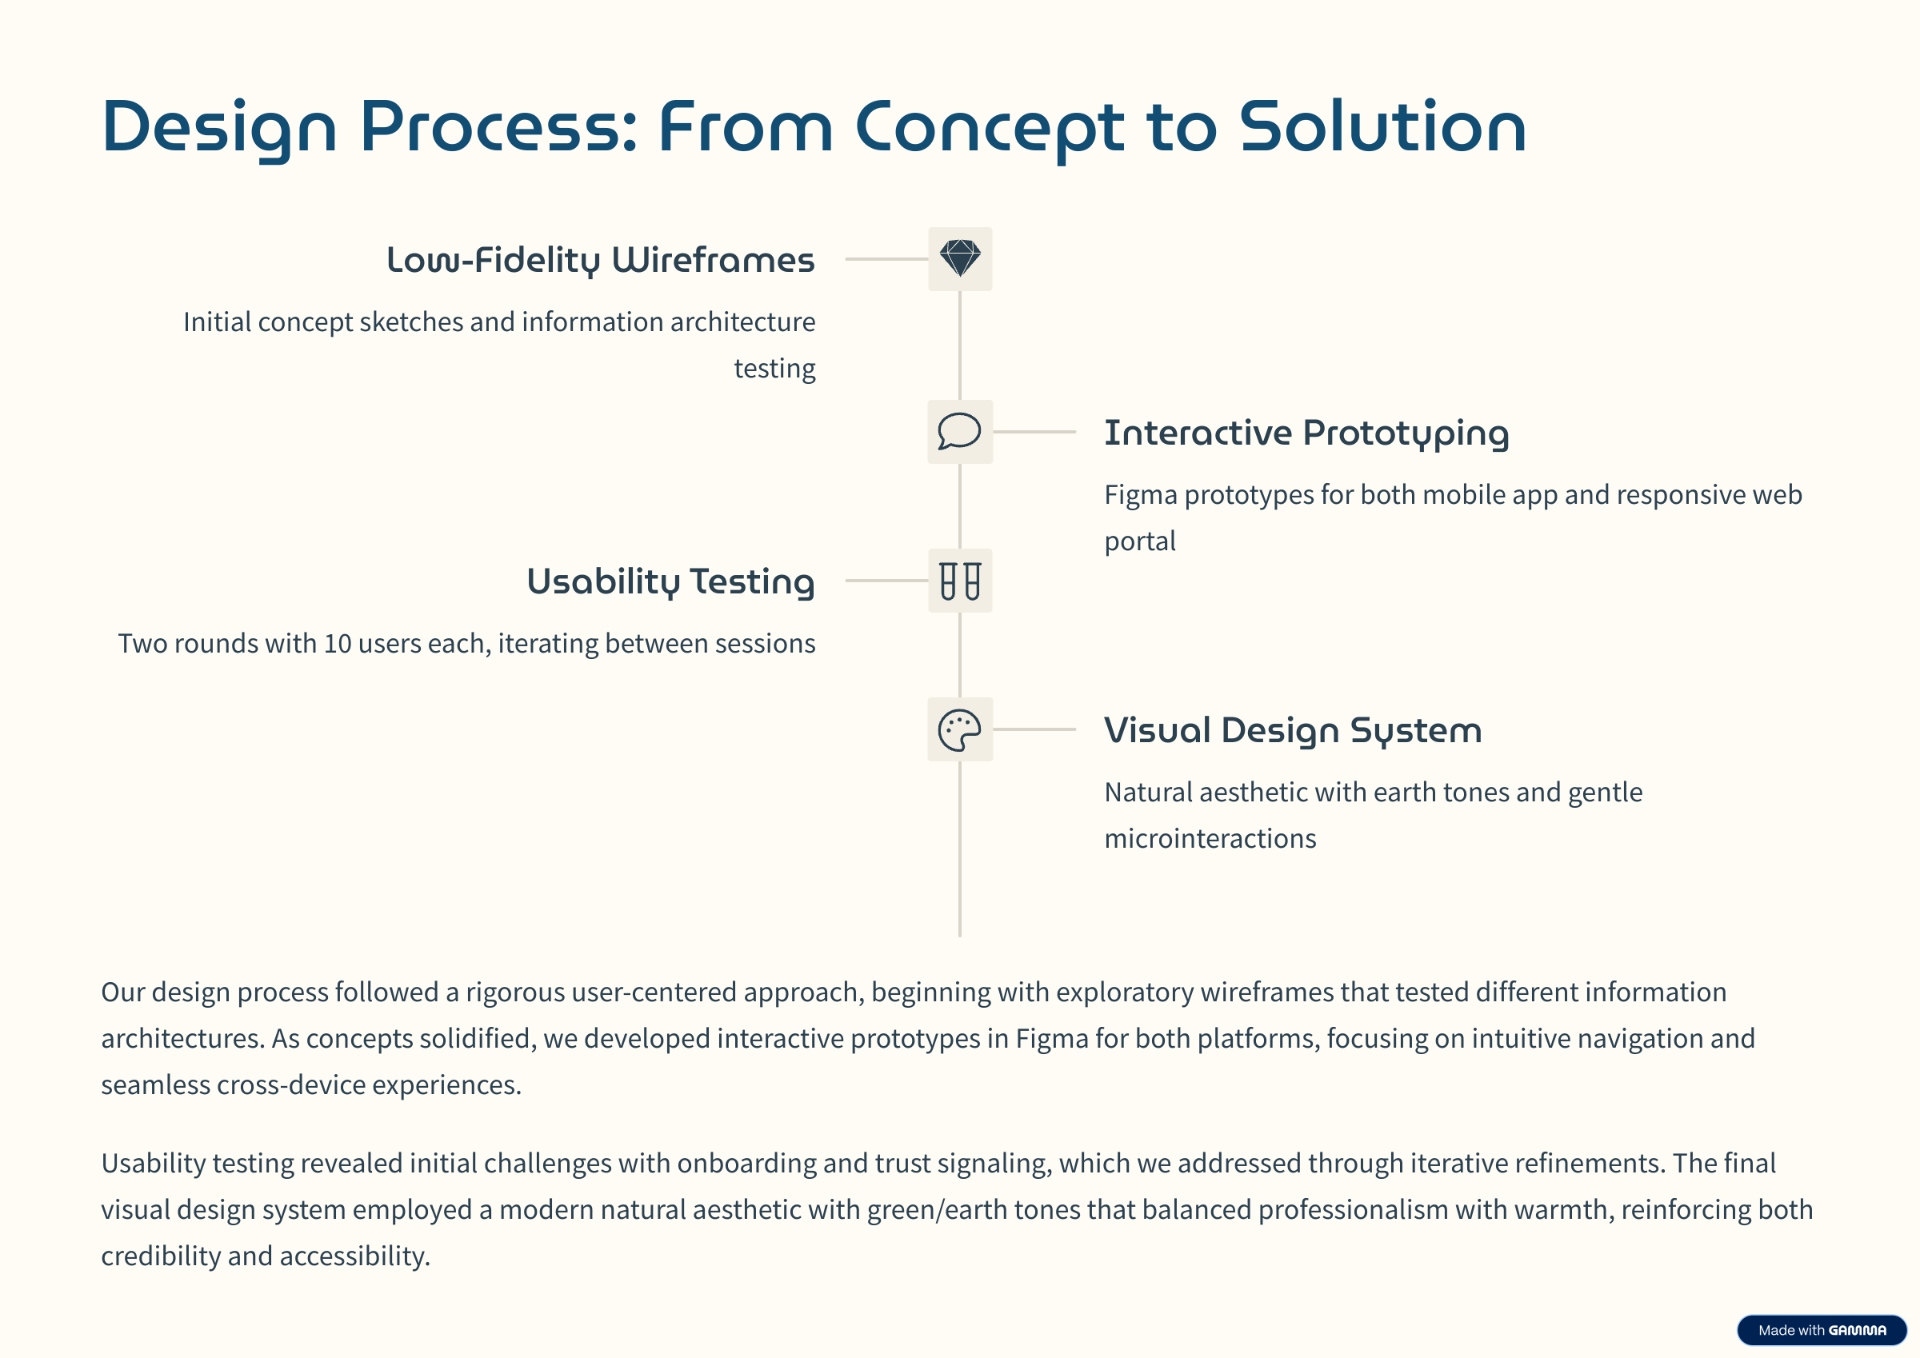 Design Process: From Concept to Solution
Low-Fidelity Wireframes
Initial concept sketches and information architecture
testing
Interactive Prototyping
Figma prototypes for both mobile app and responsive web
portal
Usability Testing
Two rounds with 10 users each, iterating between sessions
Visual Design System
Natural aesthetic with earth tones and gentle
microinteractions
Our design process followed a rigorous user-centered approach, beginning with exploratory wireframes that tested different information
architectures. As concepts solidified, we developed interactive prototypes in Figma for both platforms, focusing on intuitive navigation and
seamless cross-device experiences.
Usability testing revealed initial challenges with onboarding and trust signaling, which we addressed through iterative refinements. The final
visual design system employed a modern natural aesthetic with green/earth tones that balanced professionalism with warmth, reinforcing both
credibility and accessibility.
Made with GAMMA